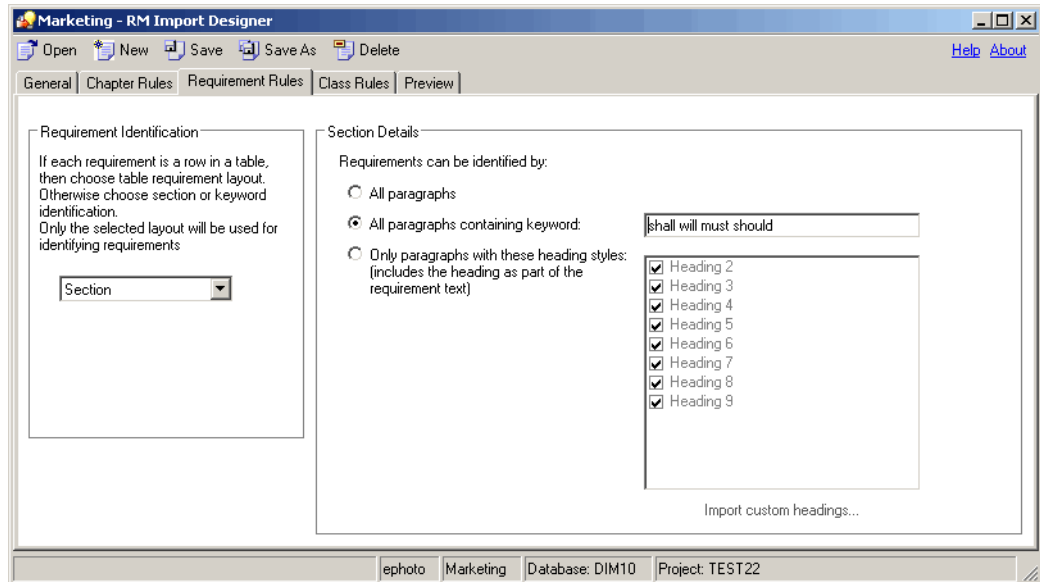 Marketing - RM Import Designer
Open New Save Save As Delete Help About
General Chapter Rules Requirement Rules Class Rules Preview
Requirement Identification
If each requirement is a row in a table,
then choose table requirement layout.
Otherwise choose section or keyword
identification.
Only the selected layout will be used for
identifying requirements
Section
Section Details
Requirements can be identified by:
All paragraphs
All paragraphs containing keyword: shall will must should
Only paragraphs with these heading styles:
(includes the heading as part of the
requirement text)
Heading 2
Heading 3
Heading 4
Heading 5
Heading 6
Heading 7
Heading 8
Heading 9
Import custom headings...
ephoto Marketing Database: DIM10 Project: TEST22